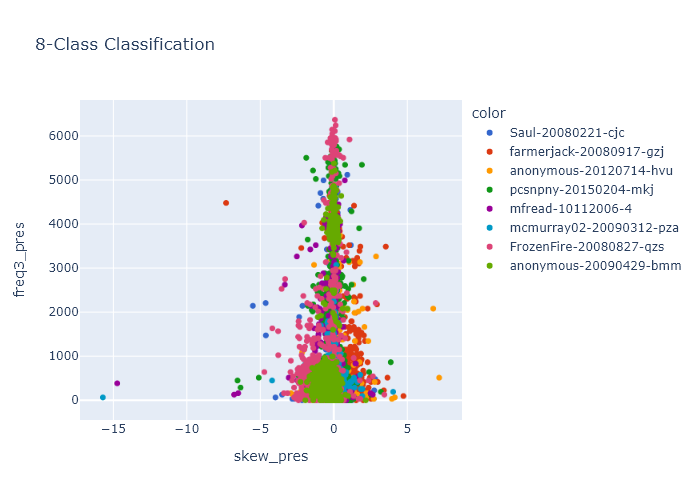 8-Class Classification
color
Saul-20080221-cjc
farmerjack-20080917-gzj
anonymous-20120714-hvu
pcsnpny-20150204-mkj
mfread-10112006-4
mcmurray02-20090312-pza
FrozenFire-20080827-qzs
anonymous-20090429-bmm
freq3_pres
6000
5000
4000
3000
2000
1000
0
−15
−10
−5
0
5
skew_pres